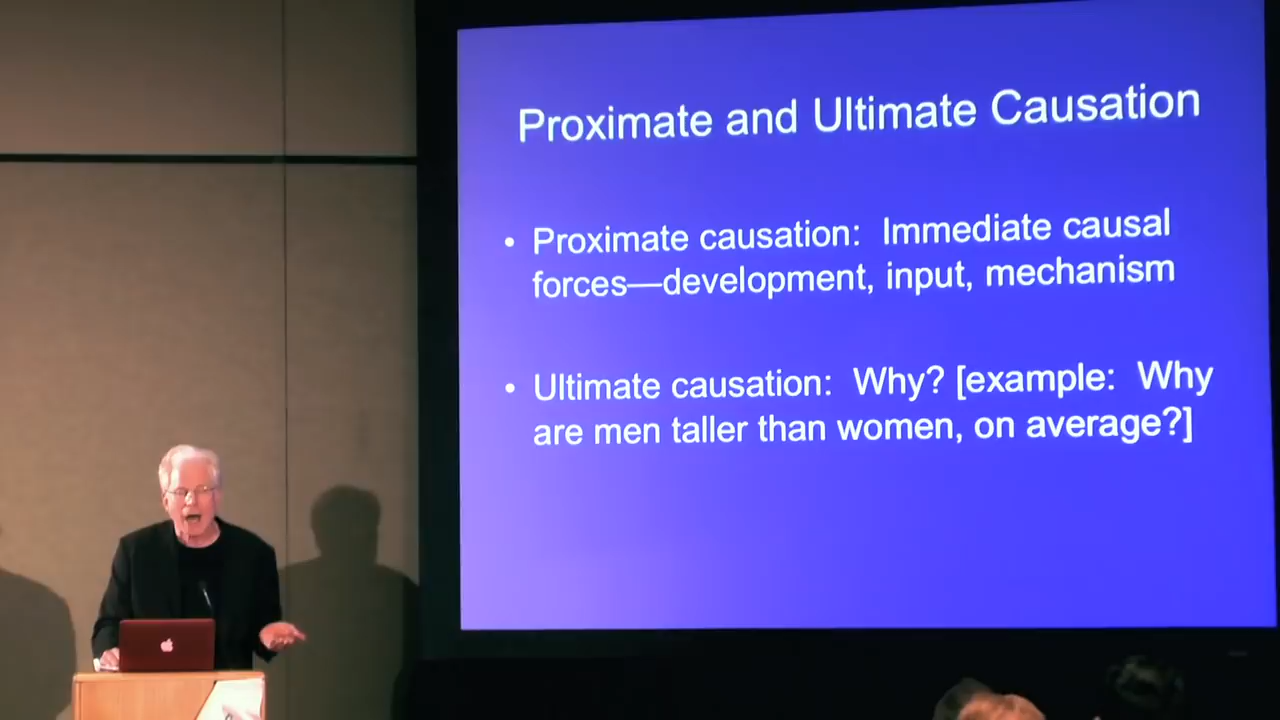 Proximate and Ultimate Causation
• Proximate causation:  Immediate causal
forces—development, input, mechanism
• Ultimate causation:  Why? [example:  Why
are men taller than women, on average?]